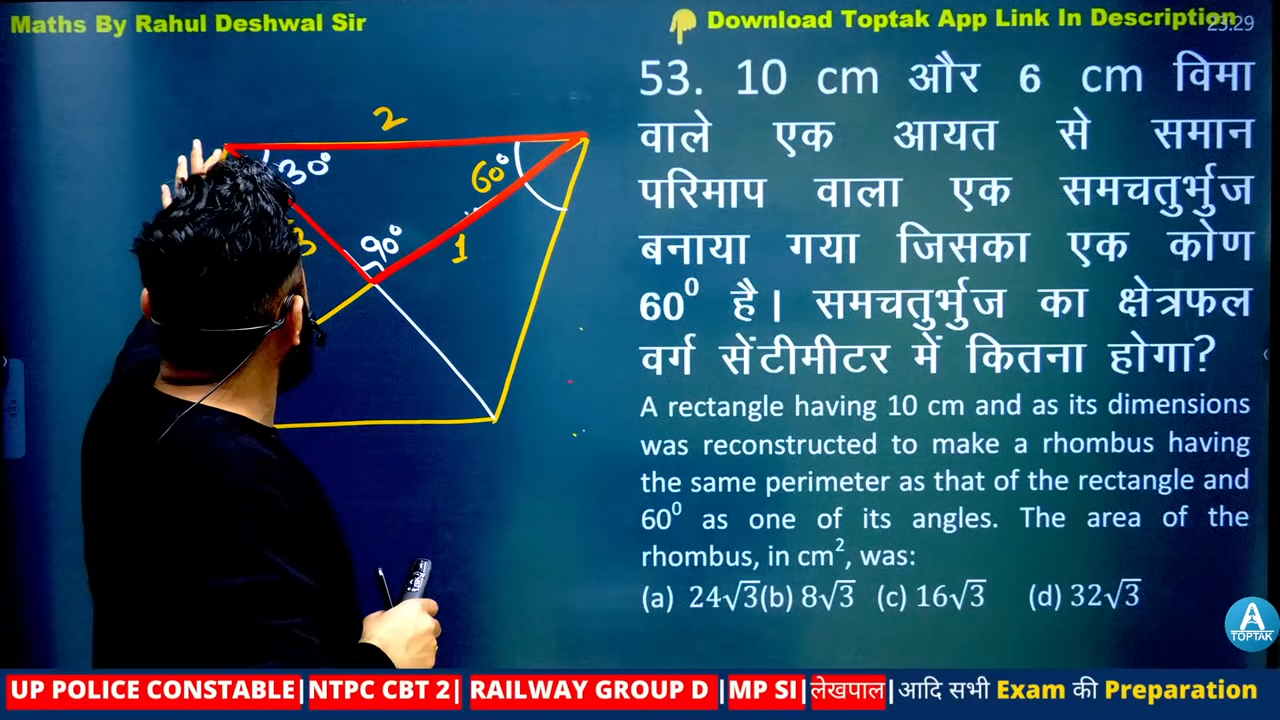 Maths By Rahul Deshwal Sir
Download Toptak App Link In Description
23:29
53. 10 cm और 6 cm विमा
वाले एक आयत से समान
परिमाप वाला एक समचतुर्भुज
बनाया गया जिसका एक कोण
60⁰ है। समचतुर्भुज का क्षेत्रफल
वर्ग सेंटीमीटर में कितना होगा?
A rectangle having 10 cm and as its dimensions
was reconstructed to make a rhombus having
the same perimeter as that of the rectangle and
60⁰ as one of its angles. The area of the
rhombus, in cm², was:
(a) 24√3(b) 8√3 (c) 16√3 (d) 32√3
2
30°
60°
90°
3
1
A
TOPTAK
UP POLICE CONSTABLE| NTPC CBT 2| RAILWAY GROUP D |MP SI|लेखपाल|आदि सभी Exam की Preparation